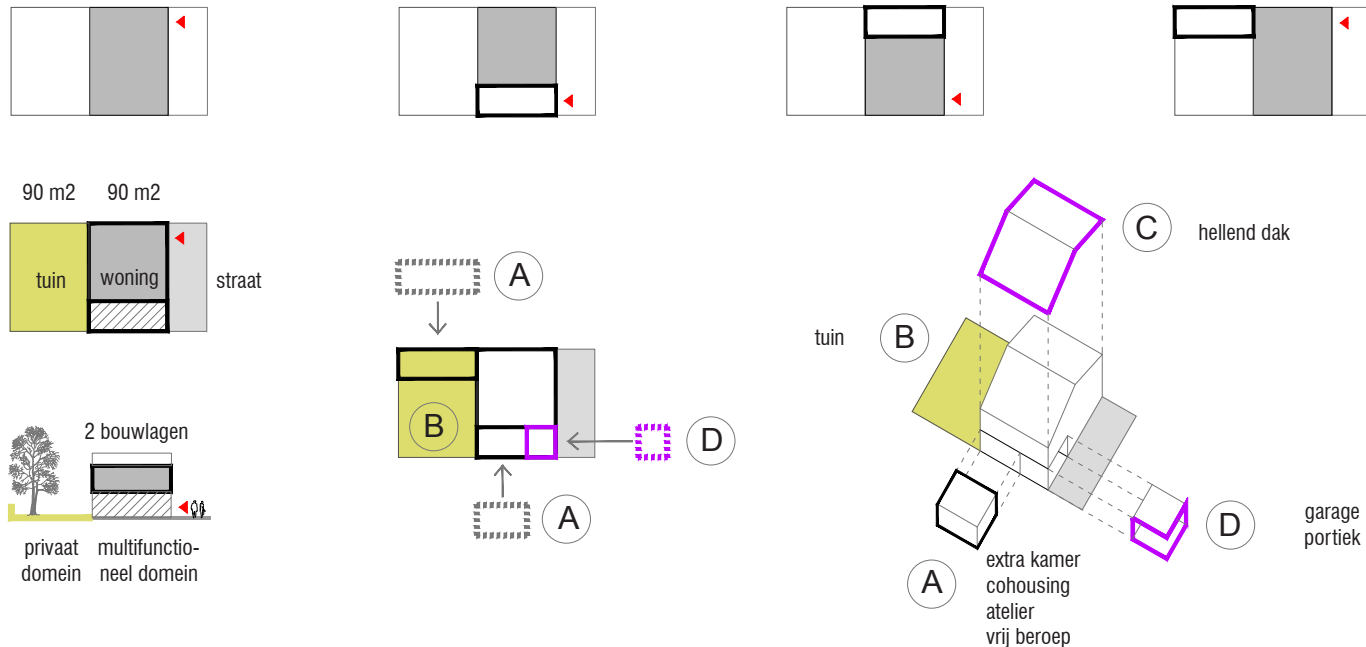 90 m2
90 m2
tuin
woning
straat
2 bouwlagen
privaat
domein
multifunctio-
neel domein
A
B
D
A
C
hellend dak
tuin
B
D
garage
portiek
A
extra kamer
cohousing
atelier
vrij beroep